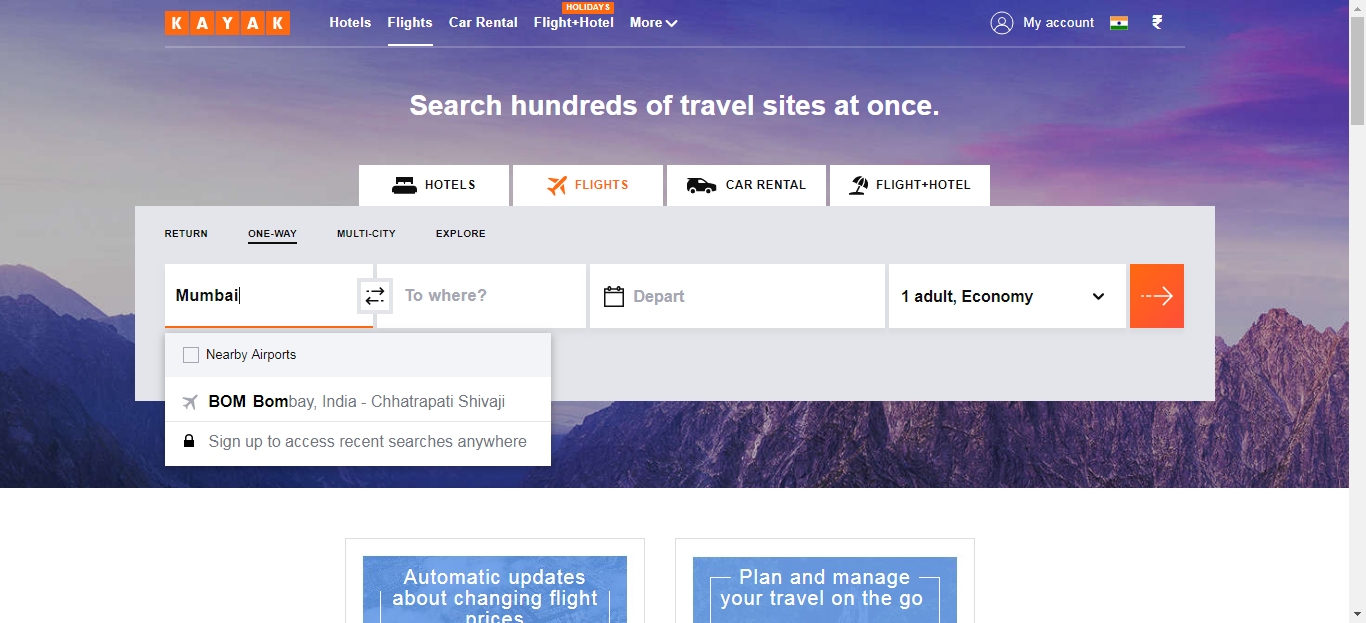 HOLIDAYS
KAYAK Hotels Flights Car Rental Flight+Hotel More My account ₹
Search hundreds of travel sites at once.
HOTELS FLIGHTS CAR RENTAL FLIGHT+HOTEL
RETURN ONE-WAY MULTI-CITY EXPLORE
Mumbai To where? Depart 1 adult, Economy
Nearby Airports
BOM Bombay, India - Chhatrapati Shivaji
Sign up to access recent searches anywhere
Automatic updates
about changing flight
prices
Plan and manage
your travel on the go